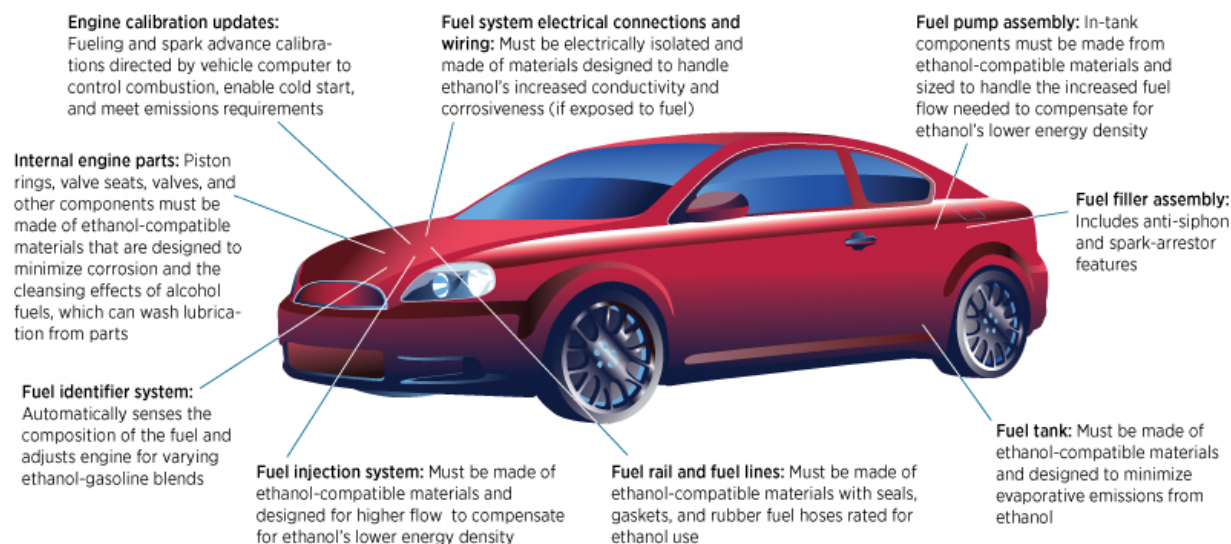 Engine calibration updates:
Fueling and spark advance calibra-
tions directed by vehicle computer to
control combustion, enable cold start,
and meet emissions requirements
Fuel system electrical connections and
wiring: Must be electrically isolated and
made of materials designed to handle
ethanol's increased conductivity and
corrosiveness (if exposed to fuel)
Fuel pump assembly: In-tank
components must be made from
ethanol-compatible materials and
sized to handle the increased fuel
flow needed to compensate for
ethanol's lower energy density
Internal engine parts: Piston
rings, valve seats, valves, and
other components must be
made of ethanol-compatible
materials that are designed to
minimize corrosion and the
cleansing effects of alcohol
fuels, which can wash lubrica-
tion from parts
Fuel filler assembly:
Includes anti-siphon
and spark-arrestor
features
Fuel identifier system:
Automatically senses the
composition of the fuel and
adjusts engine for varying
ethanol-gasoline blends
Fuel injection system: Must be made of
ethanol-compatible materials and
designed for higher flow to compensate
for ethanol's lower energy density
Fuel rail and fuel lines: Must be made of
ethanol-compatible materials with seals,
gaskets, and rubber fuel hoses rated for
ethanol use
Fuel tank: Must be made of
ethanol-compatible materials
and designed to minimize
evaporative emissions from
ethanol